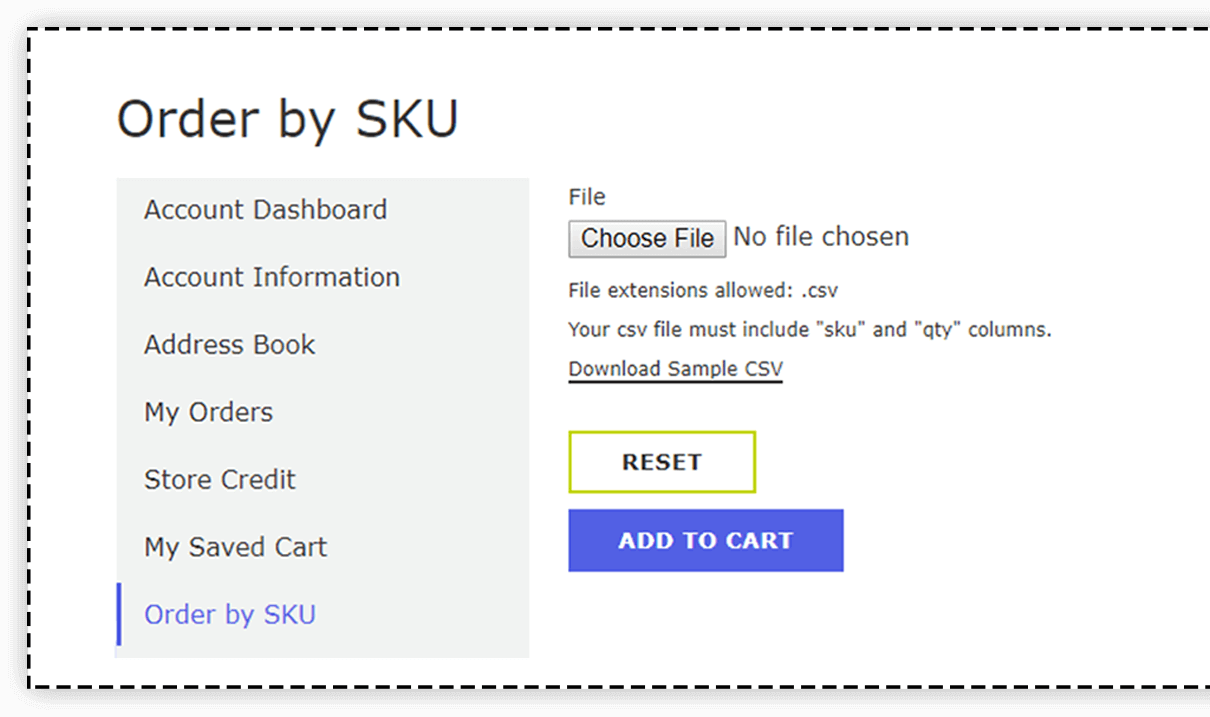 Order by SKU
Account Dashboard
Account Information
Address Book
My Orders
Store Credit
My Saved Cart
Order by SKU
File
Choose File No file chosen
File extensions allowed: .csv
Your csv file must include "sku" and "qty" columns.
Download Sample CSV
RESET
ADD TO CART